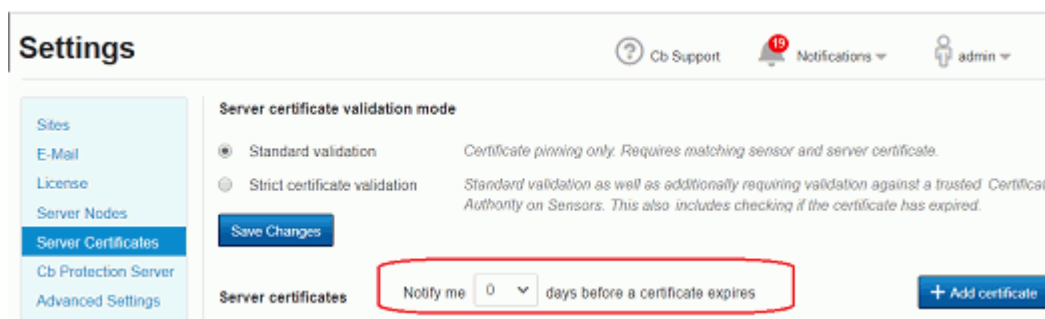 Settings
Cb Support
19
Notifications
admin
Sites
E-Mail
License
Server Nodes
Server Certificates
Cb Protection Server
Advanced Settings
Server certificate validation mode
Standard validation Certificate pinning only. Requires matching sensor and server certificate.
Strict certificate validation Standard validation as well as additionally requiring validation against a trusted Certificat
Authority on Sensors. This also includes checking if the certificate has expired.
Save Changes
Server certificates Notify me 0 days before a certificate expires
+ Add certificate